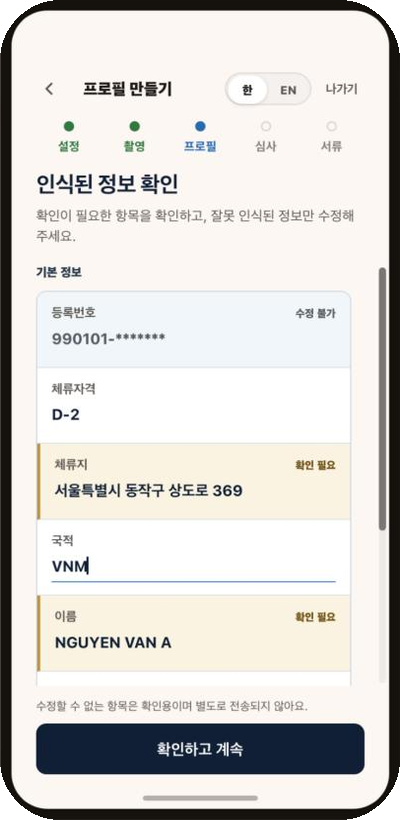 프로필 만들기
한 EN
나가기
설정 촬영 프로필 심사 서류
인식된 정보 확인
확인이 필요한 항목을 확인하고, 잘못 인식된 정보만 수정해
주세요.
기본 정보
등록번호 수정 불가
990101-*******
체류자격
D-2
체류지 확인 필요
서울특별시 동작구 상도로 369
국적
VNM
이름 확인 필요
NGUYEN VAN A
수정할 수 없는 항목은 확인용이며 별도로 전송되지 않아요.
확인하고 계속